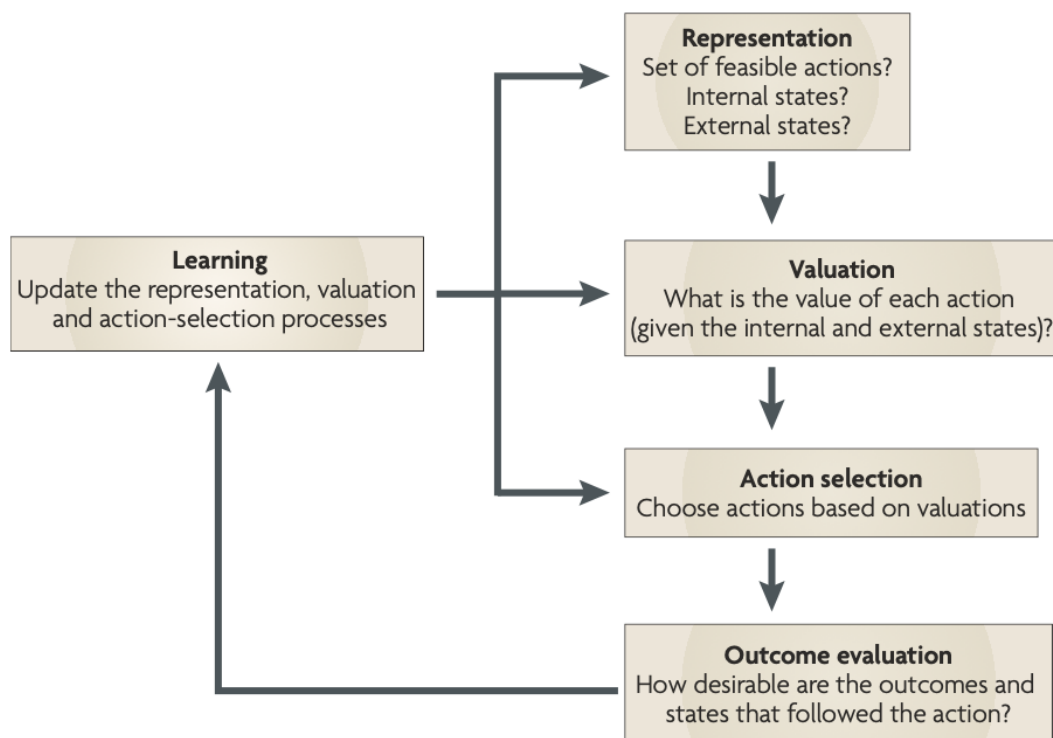 Representation
Set of feasible actions?
Internal states?
External states?
Learning
Update the representation, valuation
and action-selection processes
Valuation
What is the value of each action
(given the internal and external states)?
Action selection
Choose actions based on valuations
Outcome evaluation
How desirable are the outcomes and
states that followed the action?